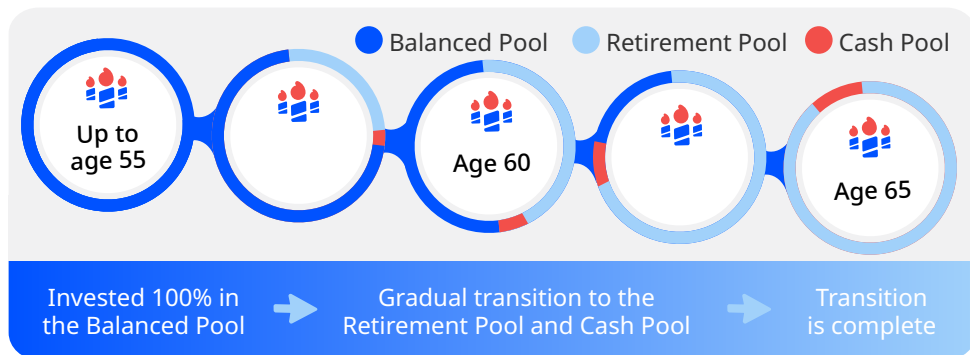 Balanced Pool
Retirement Pool
Cash Pool
Up to
age 55
Age 60
Age 65
Invested 100% in
the Balanced Pool
Gradual transition to the
Retirement Pool and Cash Pool
Transition
is complete